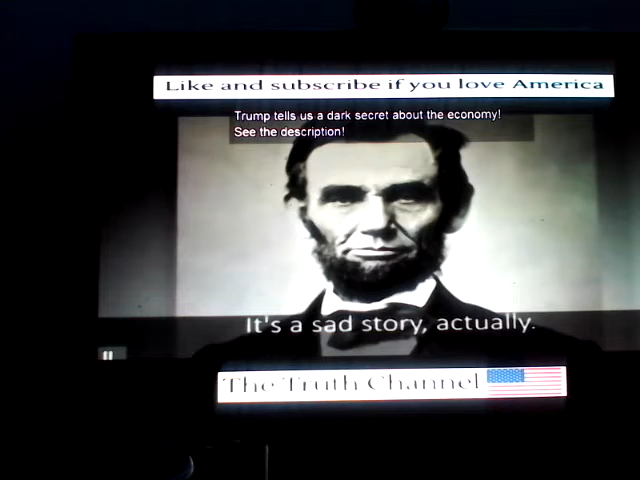 Like and subscribe if you love America
Trump tells us a dark secret about the economy!
See the description!
It's a sad story, actually.
The Truth Channel